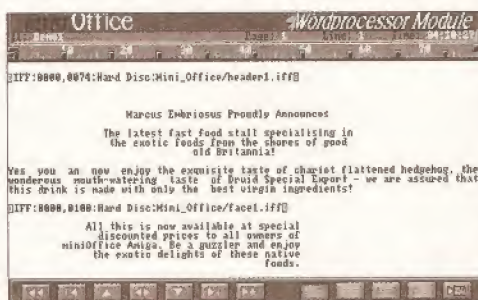 Office Wordprocessor Module
Page: 1 Line: 1
IFF:0000,0074:Hard Disc:Mini_Office/header1.iff
Marcus Embriosus Proudly Announces
The latest fast food stall specialising in
the exotic foods from the shores of good
old Britannia!
Yes you an now enjoy the exquisite taste of chariot flattened hedgehog, the
wonderous mouth-watering taste of Druid Special Export - we are assured that
this drink is made with only the best virgin ingredients!
IFF:0000,0100:Hard Disc:Mini_Office/face1.iff
All this is now available at special
discounted prices to all owners of
miniOffice Amiga. Be a guzzler and enjoy
the exotic delights of these native
foods.